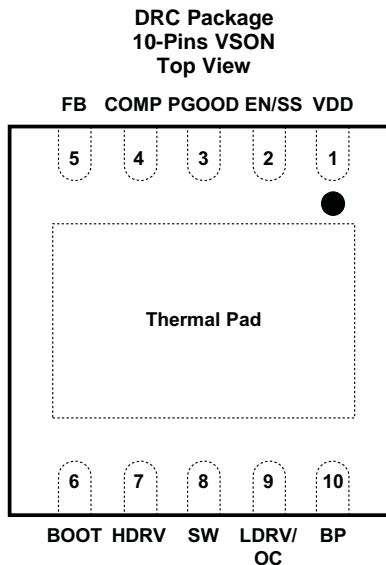 DRC Package
10-Pins VSON
Top View
FB COMP PGOOD EN/SS VDD
5 4 3 2 1
Thermal Pad
6 7 8 9 10
BOOT HDRV SW LDRV/ BP
OC